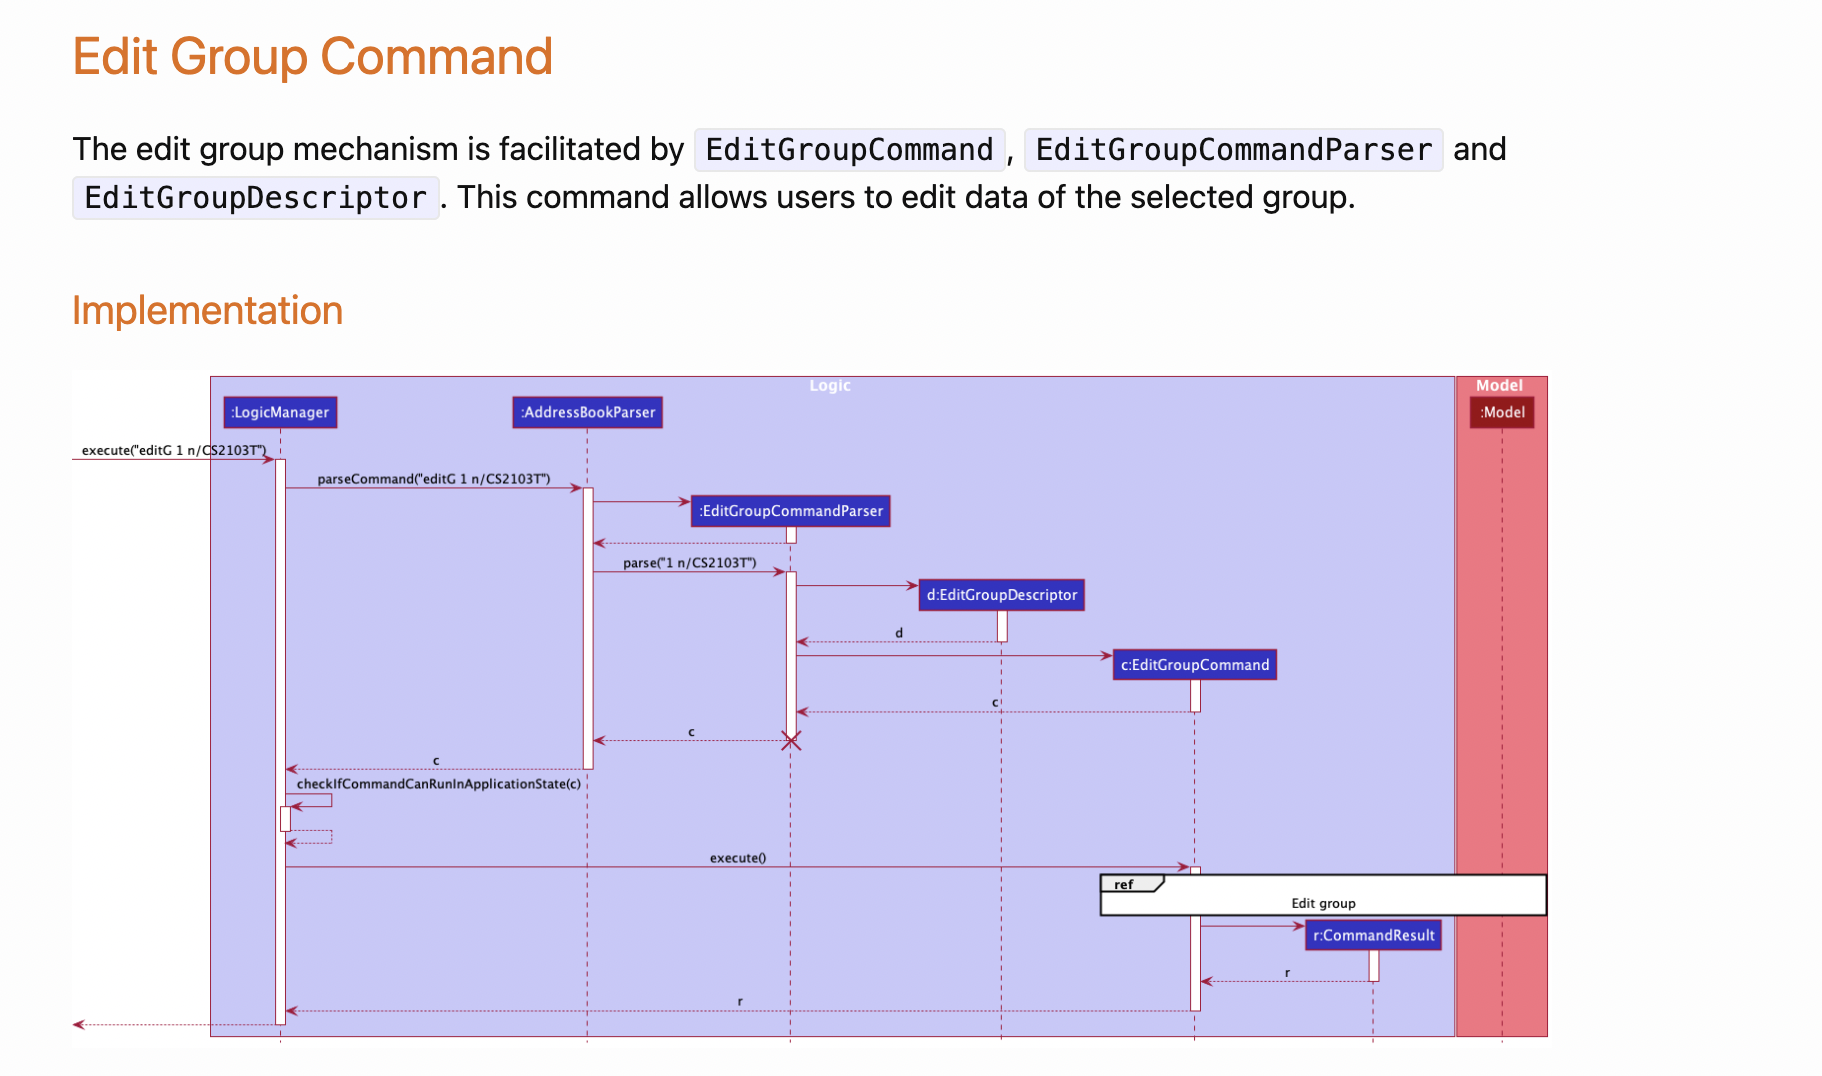 Edit Group Command
The edit group mechanism is facilitated by EditGroupCommand, EditGroupCommandParser and
EditGroupDescriptor. This command allows users to edit data of the selected group.
Implementation
Logic
Model
:LogicManager
:AddressBookParser
:Model
execute("editG 1 n/CS2103T")
parseCommand("editG 1 n/CS2103T")
:EditGroupCommandParser
parse("1 n/CS2103T")
d:EditGroupDescriptor
d
c:EditGroupCommand
c
c
c
checkIfCommandCanRunInApplicationState(c)
execute()
ref
Edit group
r:CommandResult
r
r